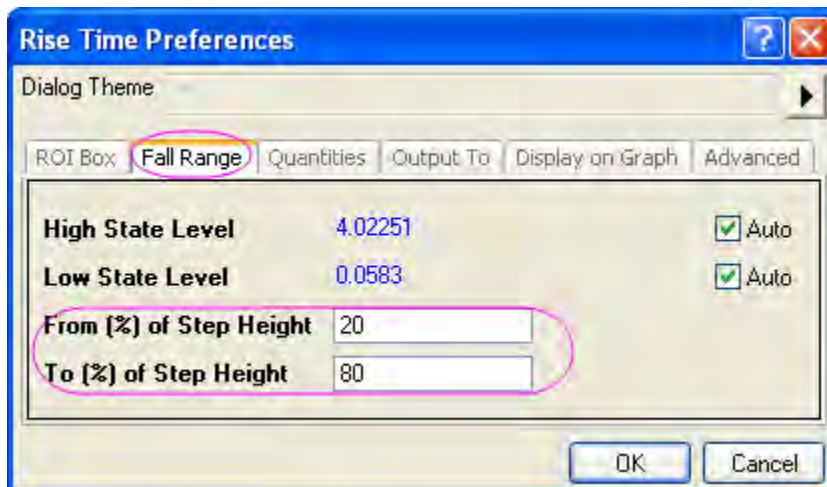 Rise Time Preferences
Dialog Theme
ROI Box Fall Range Quantities Output To Display on Graph Advanced
High State Level 4.02251 Auto
Low State Level 0.0583 Auto
From (%) of Step Height 20
To (%) of Step Height 80
OK Cancel